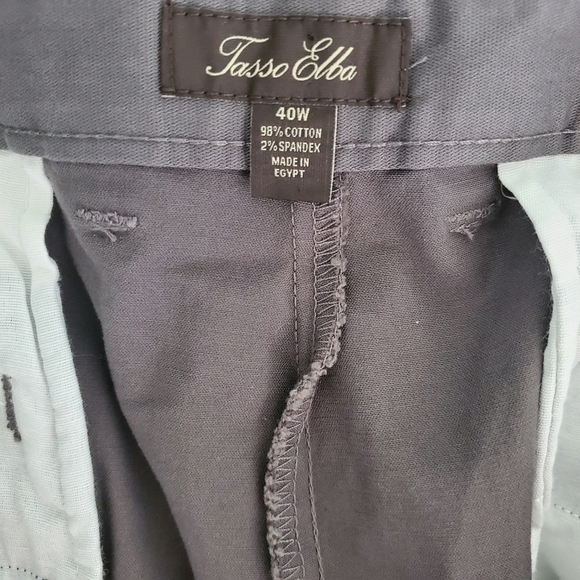 Tasso Elba
40W
98% COTTON
2% SPANDEX
MADE IN
EGYPT